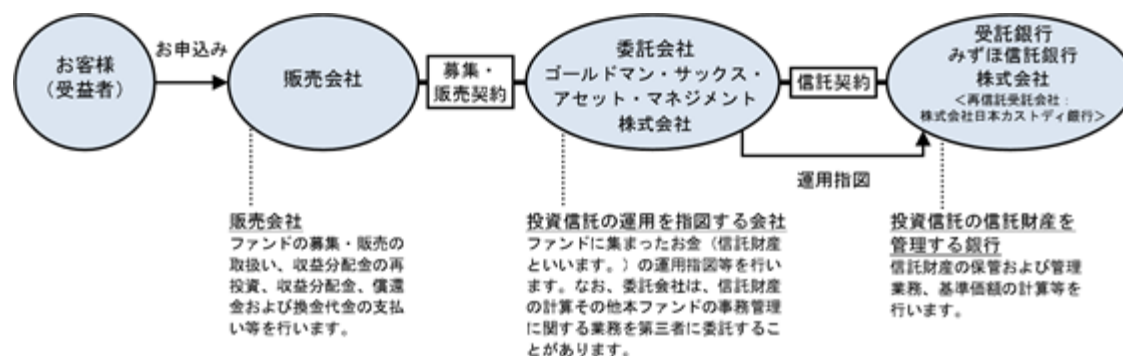 お客様
（受益者）
お申込み
販売会社
募集・
販売契約
委託会社
ゴールドマン・サックス・
アセット・マネジメント
株式会社
信託契約
受託銀行
みずほ信託銀行
株式会社
＜再信託受託会社：
株式会社日本カストディ銀行＞
運用指図
販売会社
ファンドの募集・販売の
取扱い、収益分配金の再
投資、収益分配金、償還
金および換金代金の支払
い等を行います。
投資信託の運用を指図する会社
ファンドに集まったお金（信託財産
といいます。）の運用指図等を行い
ます。なお、委託会社は、信託財産
の計算その他本ファンドの事務管理
に関する業務を第三者に委託するこ
とがあります。
投資信託の信託財産を
管理する銀行
信託財産の保管および管理
業務、基準価額の計算等を
行います。